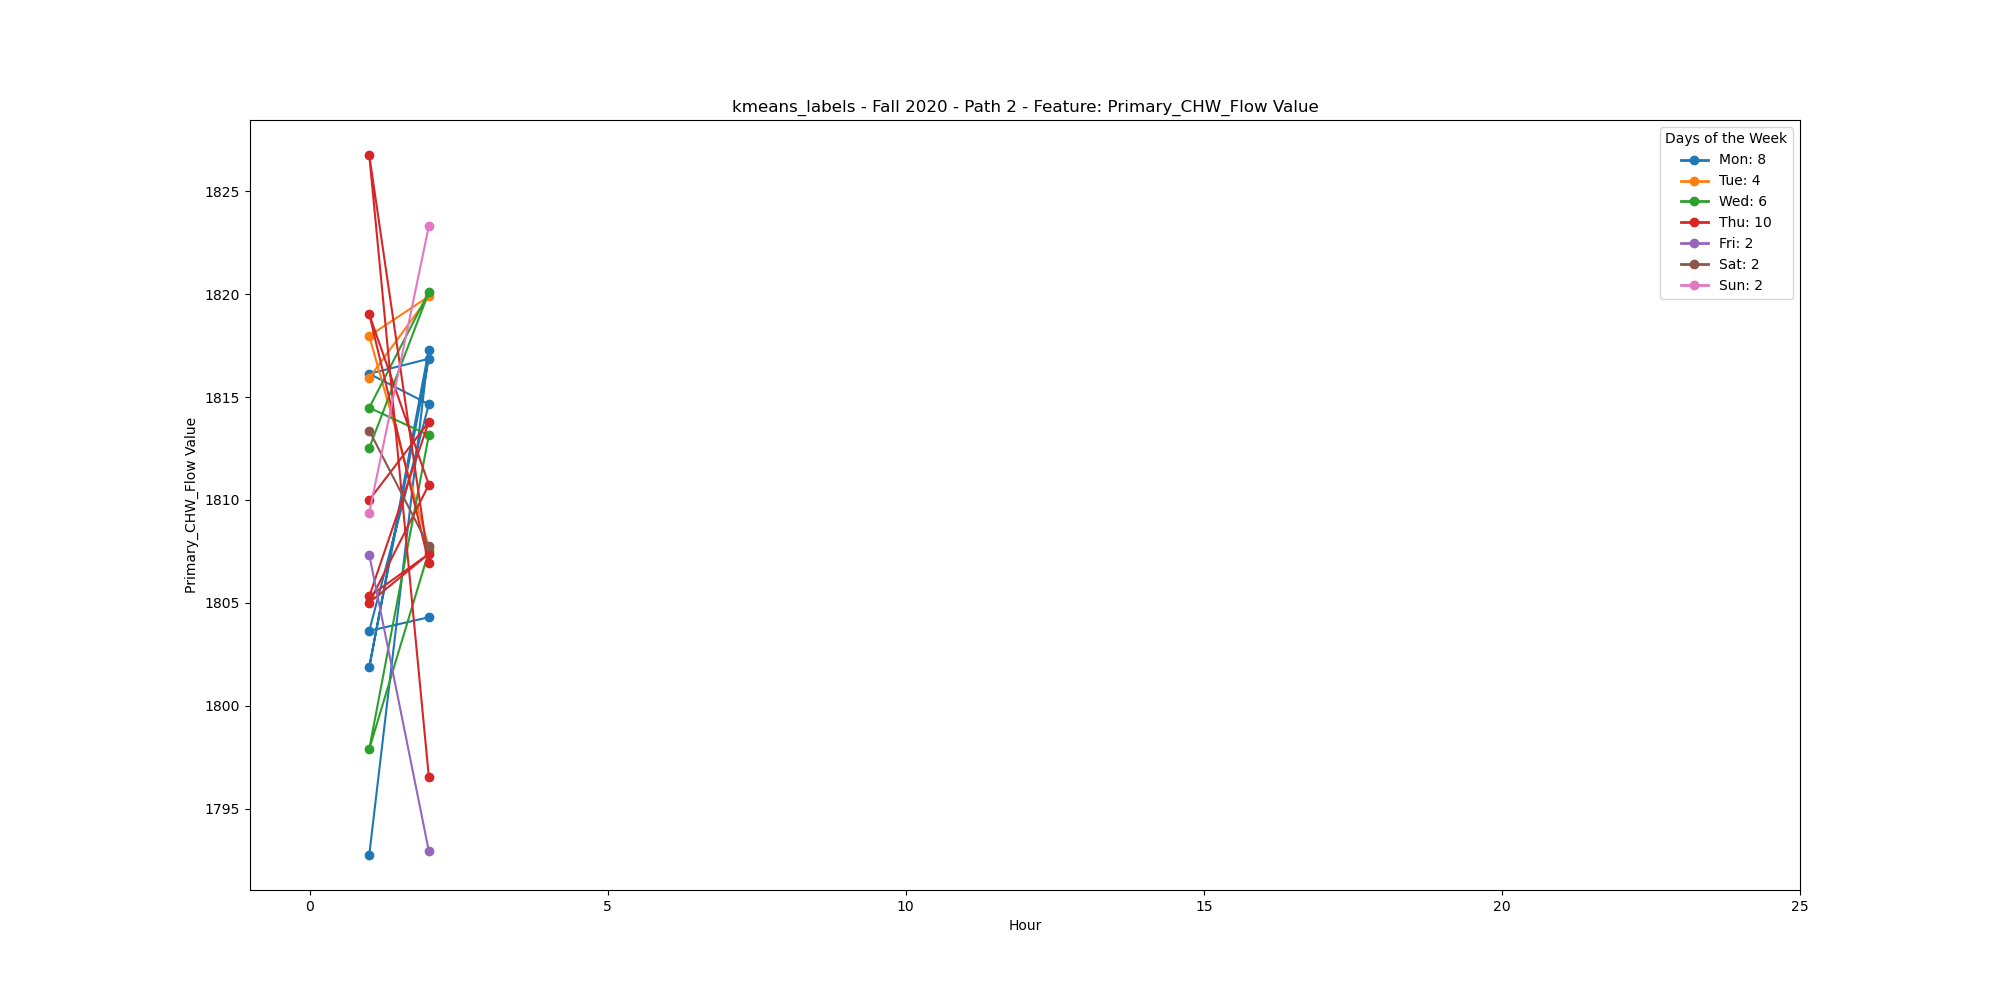 kmeans_labels - Fall 2020 - Path 2 - Feature: Primary_CHW_Flow Value
Days of the Week
Mon: 8
Tue: 4
Wed: 6
Thu: 10
Fri: 2
Sat: 2
Sun: 2
Primary_CHW_Flow Value
1825
1820
1815
1810
1805
1800
1795
0 5 10 15 20 25
Hour